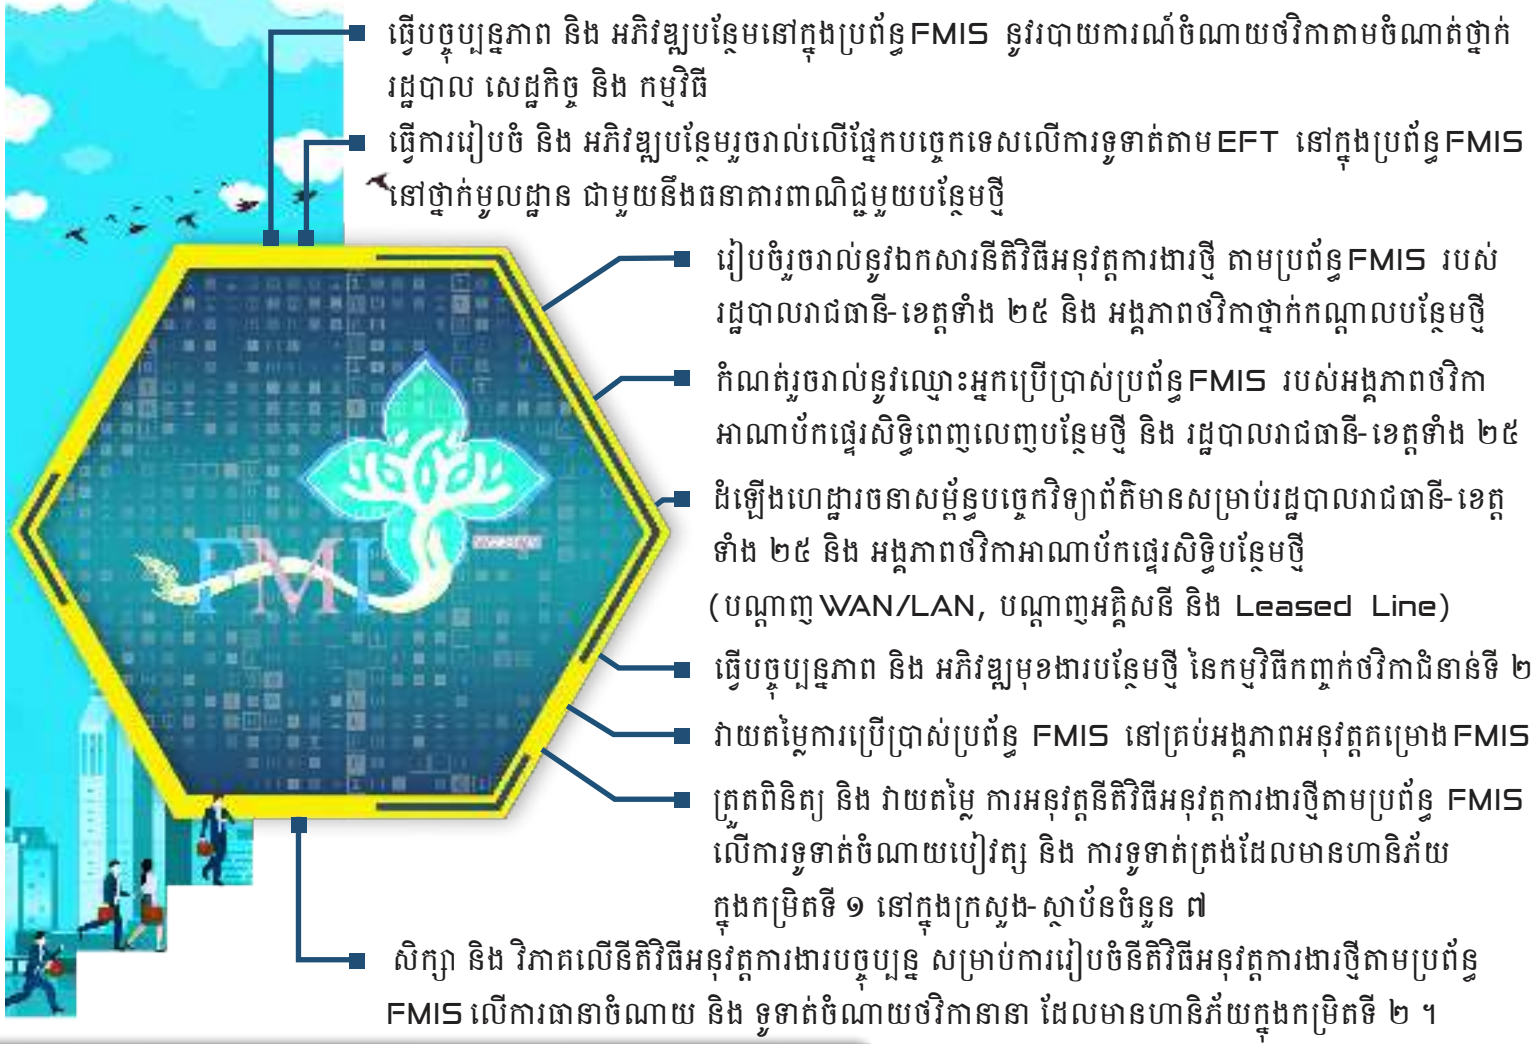 ធ្វើបច្ចុប្បន្នភាព និង អភិវឌ្ឍបន្ថែមនៅក្នុងប្រព័ន្ធFMIS នូវរបាយការណ៍ចំណាយថវិកាតាមចំណាត់ថ្នាក់
រដ្ឋបាល សេដ្ឋកិច្ច និង កម្មវិធី
ធ្វើការរៀបចំ និង អភិវឌ្ឍបន្ថែមរួចរាល់លើផ្នែកបច្ចេកទេសលើការទូទាត់តាមEFT នៅក្នុងប្រព័ន្ធFMIS
នៅថ្នាក់មូលដ្ឋាន ជាមួយនឹងធនាគារពាណិជ្ជមួយបន្ថែមថ្មី
រៀបចំរួចរាល់នូវឯកសារនីតិវិធីអនុវត្តការងារថ្មី តាមប្រព័ន្ធFMIS របស់
រដ្ឋបាលរាជធានី-ខេត្តទាំង ២៥ និង អង្គភាពថវិកាថ្នាក់កណ្តាលបន្ថែមថ្មី
កំណត់រួចរាល់នូវឈ្មោះអ្នកប្រើប្រាស់ប្រព័ន្ធFMIS របស់អង្គភាពថវិកា
អាណាប័កផ្ទេរសិទ្ធិពេញលេញបន្ថែមថ្មី និង រដ្ឋបាលរាជធានី-ខេត្តទាំង ២៥
ដំឡើងហេដ្ឋារចនាសម្ព័ន្ធបច្ចេកវិទ្យាព័ត៌មានសម្រាប់រដ្ឋបាលរាជធានី-ខេត្ត
ទាំង ២៥ និង អង្គភាពថវិកាអាណាប័កផ្ទេរសិទ្ធិបន្ថែមថ្មី
(បណ្តាញWAN/LAN, បណ្តាញអគ្គិសនី និង Leased Line)
ធ្វើបច្ចុប្បន្នភាព និង អភិវឌ្ឍមុខងារបន្ថែមថ្មី នៃកម្មវិធីកញ្ចក់ថវិកាជំនាន់ទី ២
វាយតម្លៃការប្រើប្រាស់ប្រព័ន្ធ FMIS នៅគ្រប់អង្គភាពអនុវត្តគម្រោងFMIS
ត្រួតពិនិត្យ និង វាយតម្លៃ ការអនុវត្តនីតិវិធីអនុវត្តការងារថ្មីតាមប្រព័ន្ធ FMIS
លើការទូទាត់ចំណាយបៀវត្ស និង ការទូទាត់ត្រង់ដែលមានហានិភ័យ
ក្នុងកម្រិតទី ១ នៅក្នុងក្រសួង-ស្ថាប័នចំនួន ៧
សិក្សា និង វិភាគលើនីតិវិធីអនុវត្តការងារបច្ចុប្បន្ន សម្រាប់ការរៀបចំនីតិវិធីអនុវត្តការងារថ្មីតាមប្រព័ន្ធ
FMIS លើការធានាចំណាយ និង ទូទាត់ចំណាយថវិកានានា ដែលមានហានិភ័យក្នុងកម្រិតទី ២ ។
FMIS